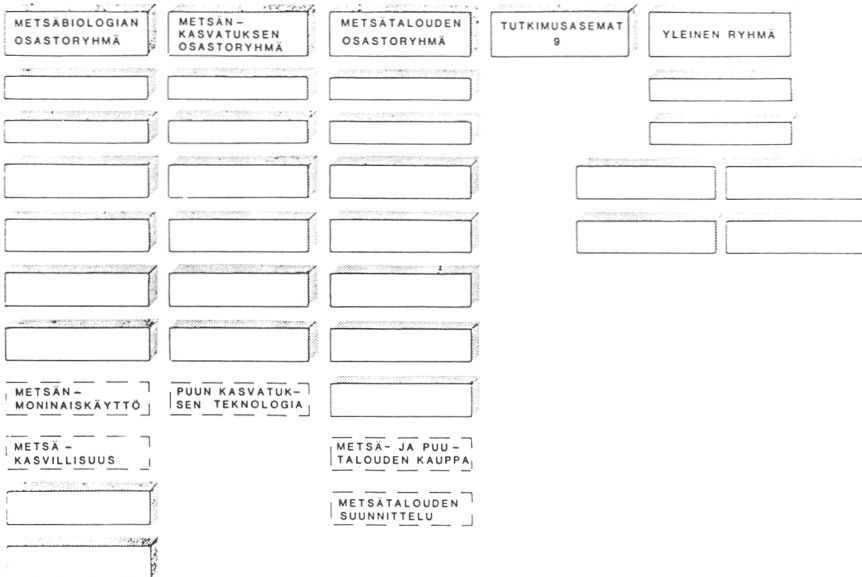 METSÄBIOLOGIAN
OSASTORYHMÄ
METSÄN-
KASVATUKSEN
OSASTORYHMÄ
METSÄTALOUDEN
OSASTORYHMÄ
TUTKIMUSASEMAT
9
YLEINEN RYHMÄ
METSÄN-
MONINAISKÄYTTÖ
PUUN KASVATUK-
SEN TEKNOLOGIA
METSÄ-
KASVILLISUUS
METSÄ- JA PUU-
TALOUDEN KAUPPA
METSÄTALOUDEN
SUUNNITTELU